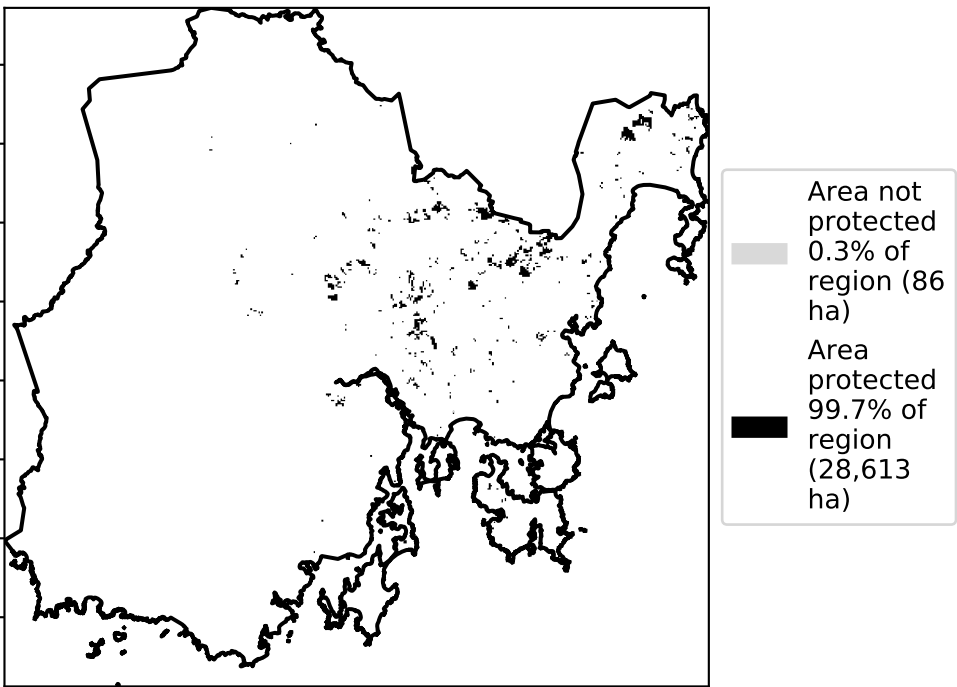 Area not
protected
0.3% of
region (86
ha)
Area
protected
99.7% of
region
(28,613
ha)